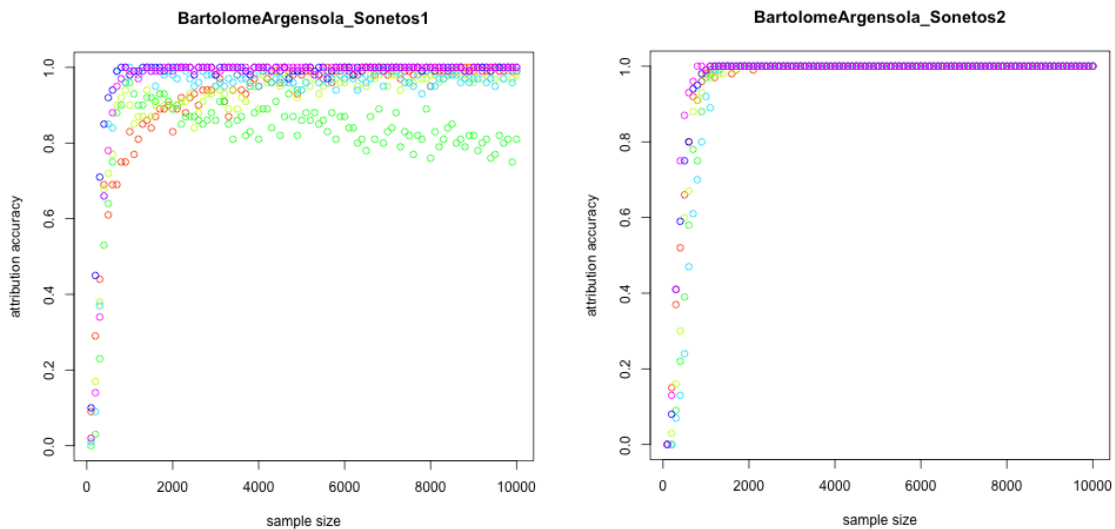 BartolomeArgensola_Sonetos1
attribution accuracy
1.0
0.8
0.6
0.4
0.2
0.0
0 2000 4000 6000 8000 10000
sample size
BartolomeArgensola_Sonetos2
attribution accuracy
1.0
0.8
0.6
0.4
0.2
0.0
0 2000 4000 6000 8000 10000
sample size